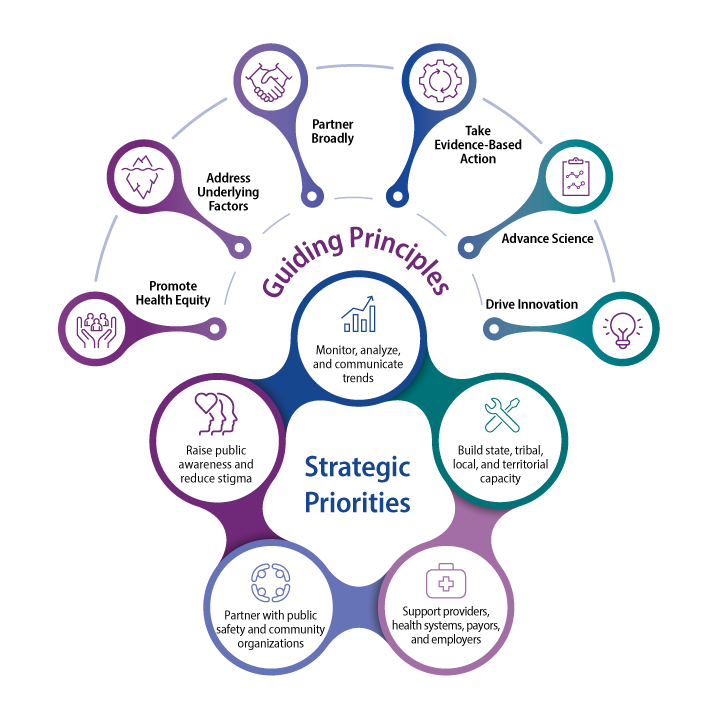 Partner
Broadly
Take
Evidence-Based
Action
Address
Underlying
Factors
Advance Science
Promote
Health Equity
Drive Innovation
Guiding Principles
Monitor, analyze,
and communicate
trends
Raise public
awareness and
reduce stigma
Build state, tribal,
local, and territorial
capacity
Strategic
Priorities
Partner with public
safety and community
organizations
Support providers,
health systems, payors,
and employers